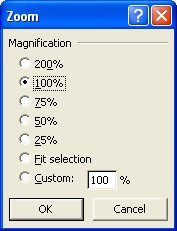 Zoom
Magnification
200%
100%
75%
50%
25%
Fit selection
Custom: 100 %
OK Cancel